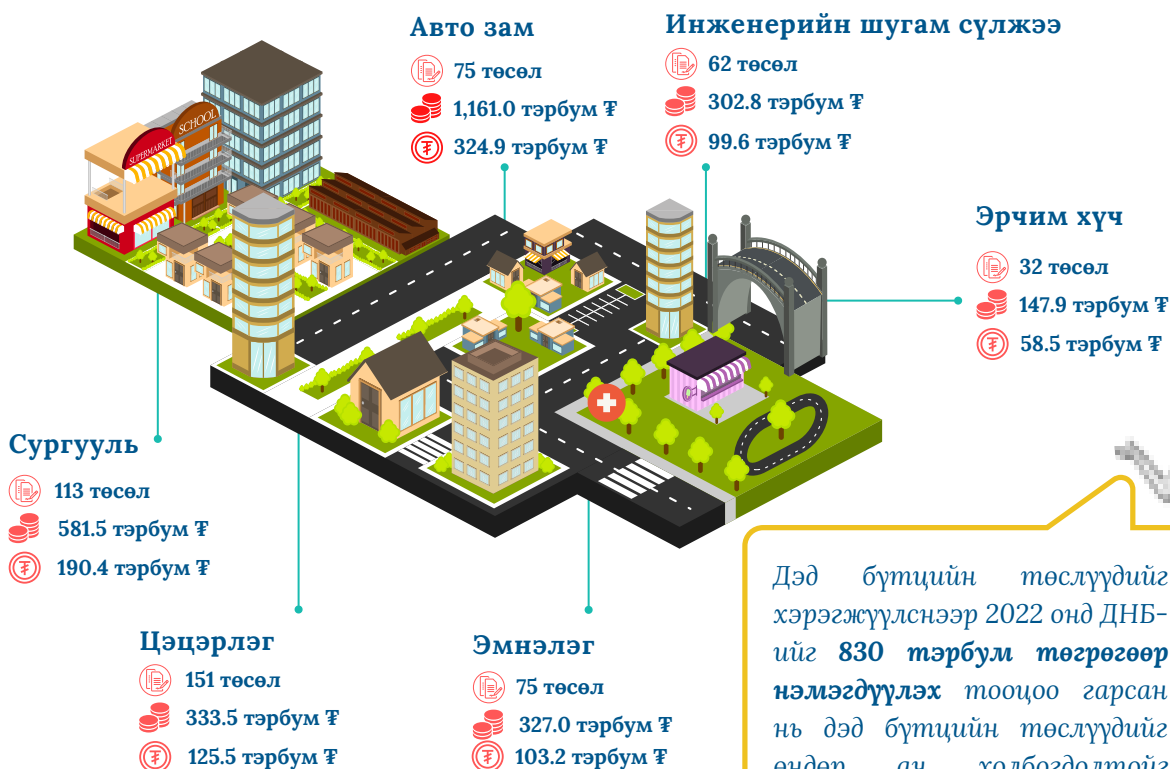 Авто зам
75 төсөл
1,161.0 тэрбум ₮
324.9 тэрбум ₮
Инженерийн шугам сүлжээ
62 төсөл
302.8 тэрбум ₮
99.6 тэрбум ₮
SCHOOL
SUPERMARKET
Эрчим хүч
32 төсөл
147.9 тэрбум ₮
58.5 тэрбум ₮
Сургууль
113 төсөл
581.5 тэрбум ₮
190.4 тэрбум ₮
Цэцэрлэг
151 төсөл
333.5 тэрбум ₮
125.5 тэрбум ₮
Эмнэлэг
75 төсөл
327.0 тэрбум ₮
103.2 тэрбум ₮
Дэд бүтцийн төслүүдийг
хэрэгжүүлснээр 2022 онд ДНБ-
ийг 830 тэрбум төгрөгөөр
нэмэгдүүлэх тооцоо гарсан
нь дэд бүтцийн төслүүдийг